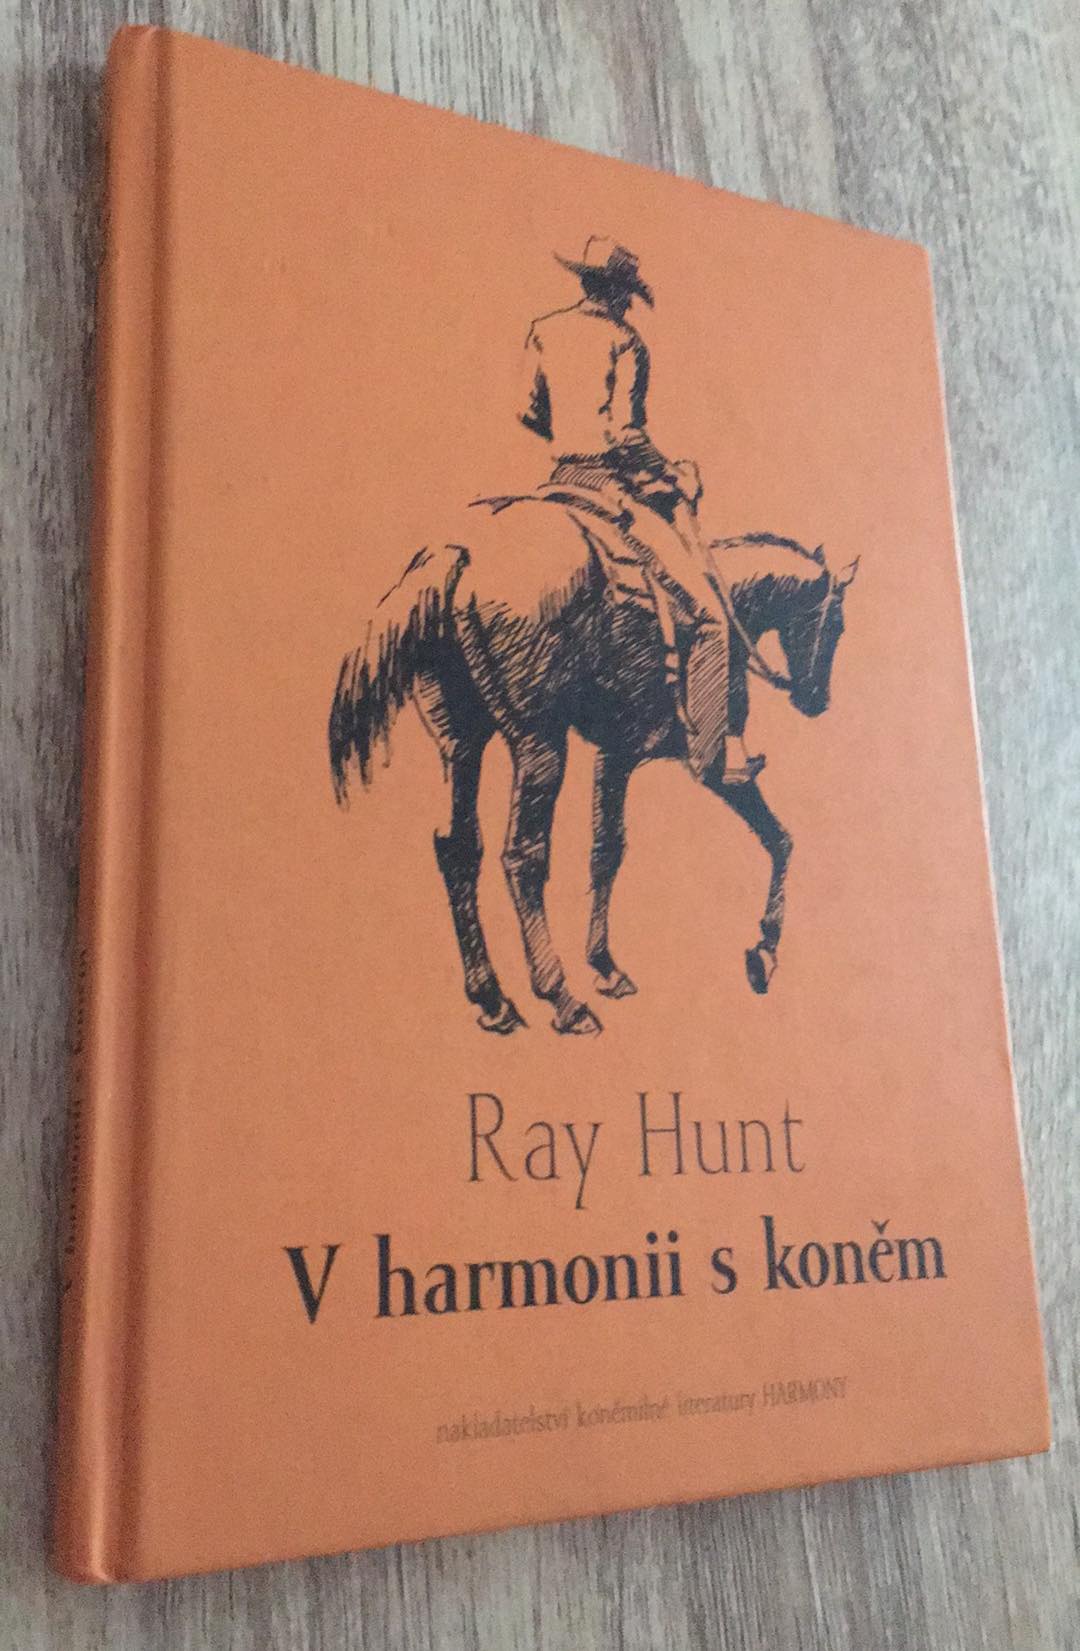 Ray Hunt
V harmonii s koněm
nakladatelství koněmilné literatury HARMONY